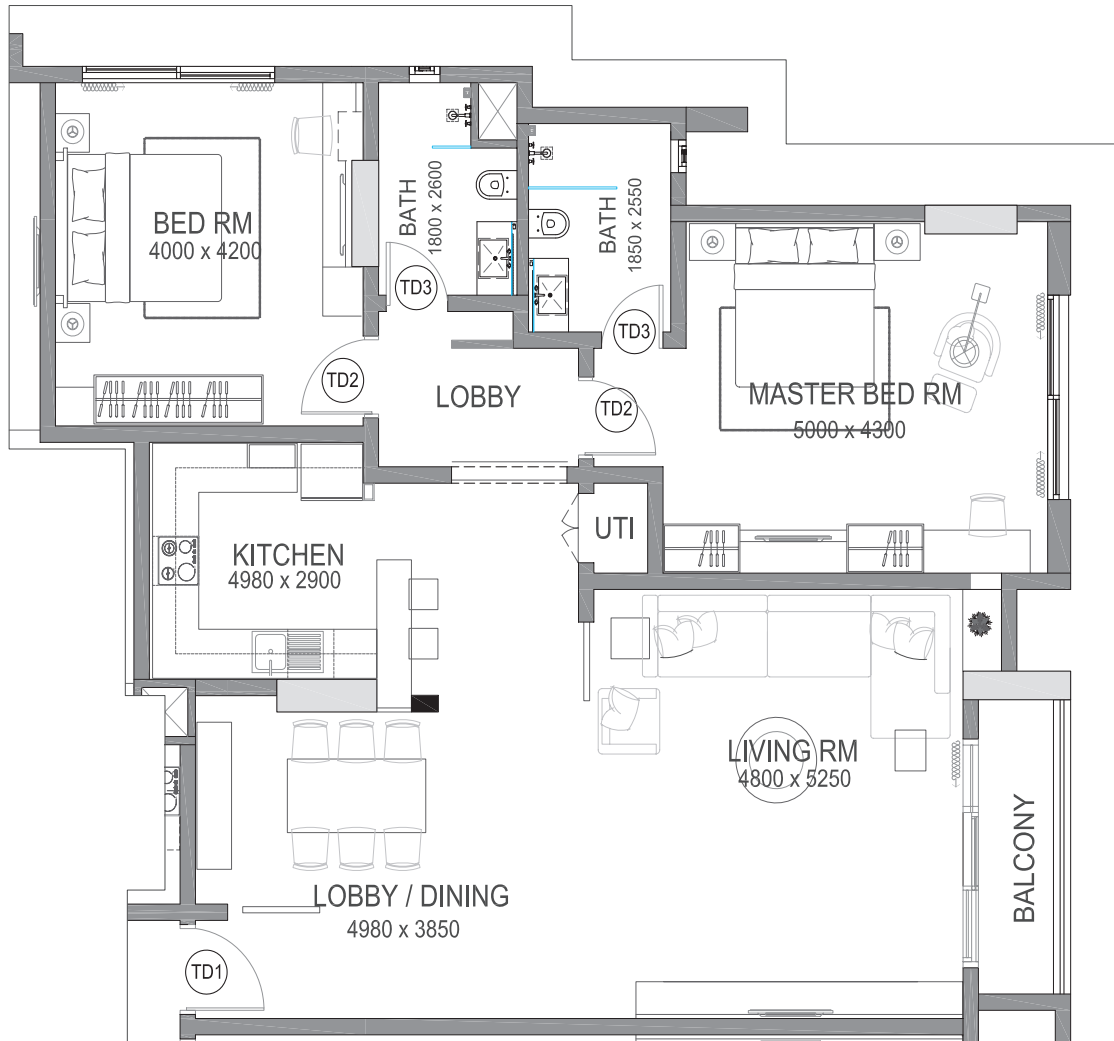 BED RM
4000 x 4200
BATH
1800 x 2600
BATH
1850 x 2550
TD3
TD3
TD2
LOBBY
TD2
MASTER BED RM
5000 x 4300
KITCHEN
4980 x 2900
UTI
LIVING RM
4800 x 5250
BALCONY
LOBBY / DINING
4980 x 3850
TD1